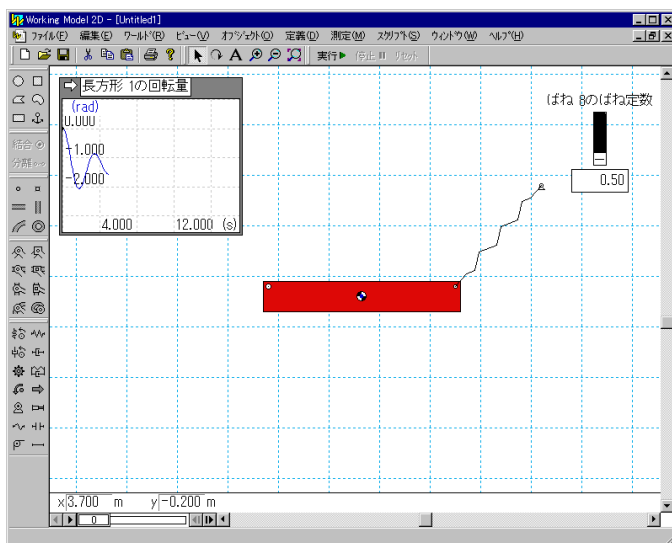 Working Model 2D - [Untitled1]
ファイル(F) 編集(E) ワールド(R) ビュー(V) オブジェクト(O) 定義(D) 測定(M) スクリプト(S) ウィンドウ(W) ヘルプ(H)
実行 停止 リセット
長方形 1の回転量
(rad)
0.000
-1.000
-2.000
4.000 12.000 (s)
ばね 8のばね定数
0.50
結合
分離
x 3.700 m y -0.200 m
0